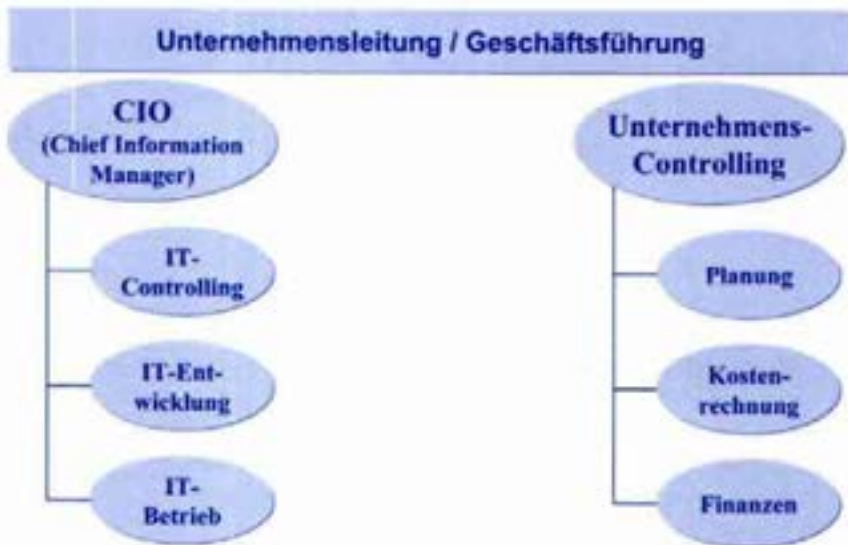 Unternehmensleitung / Geschäftsführung
CIO
(Chief Information
Manager)
IT-
Controlling
IT-Ent-
wicklung
IT-
Betrieb
Unternehmens-
Controlling
Planung
Kosten-
rechnung
Finanzen